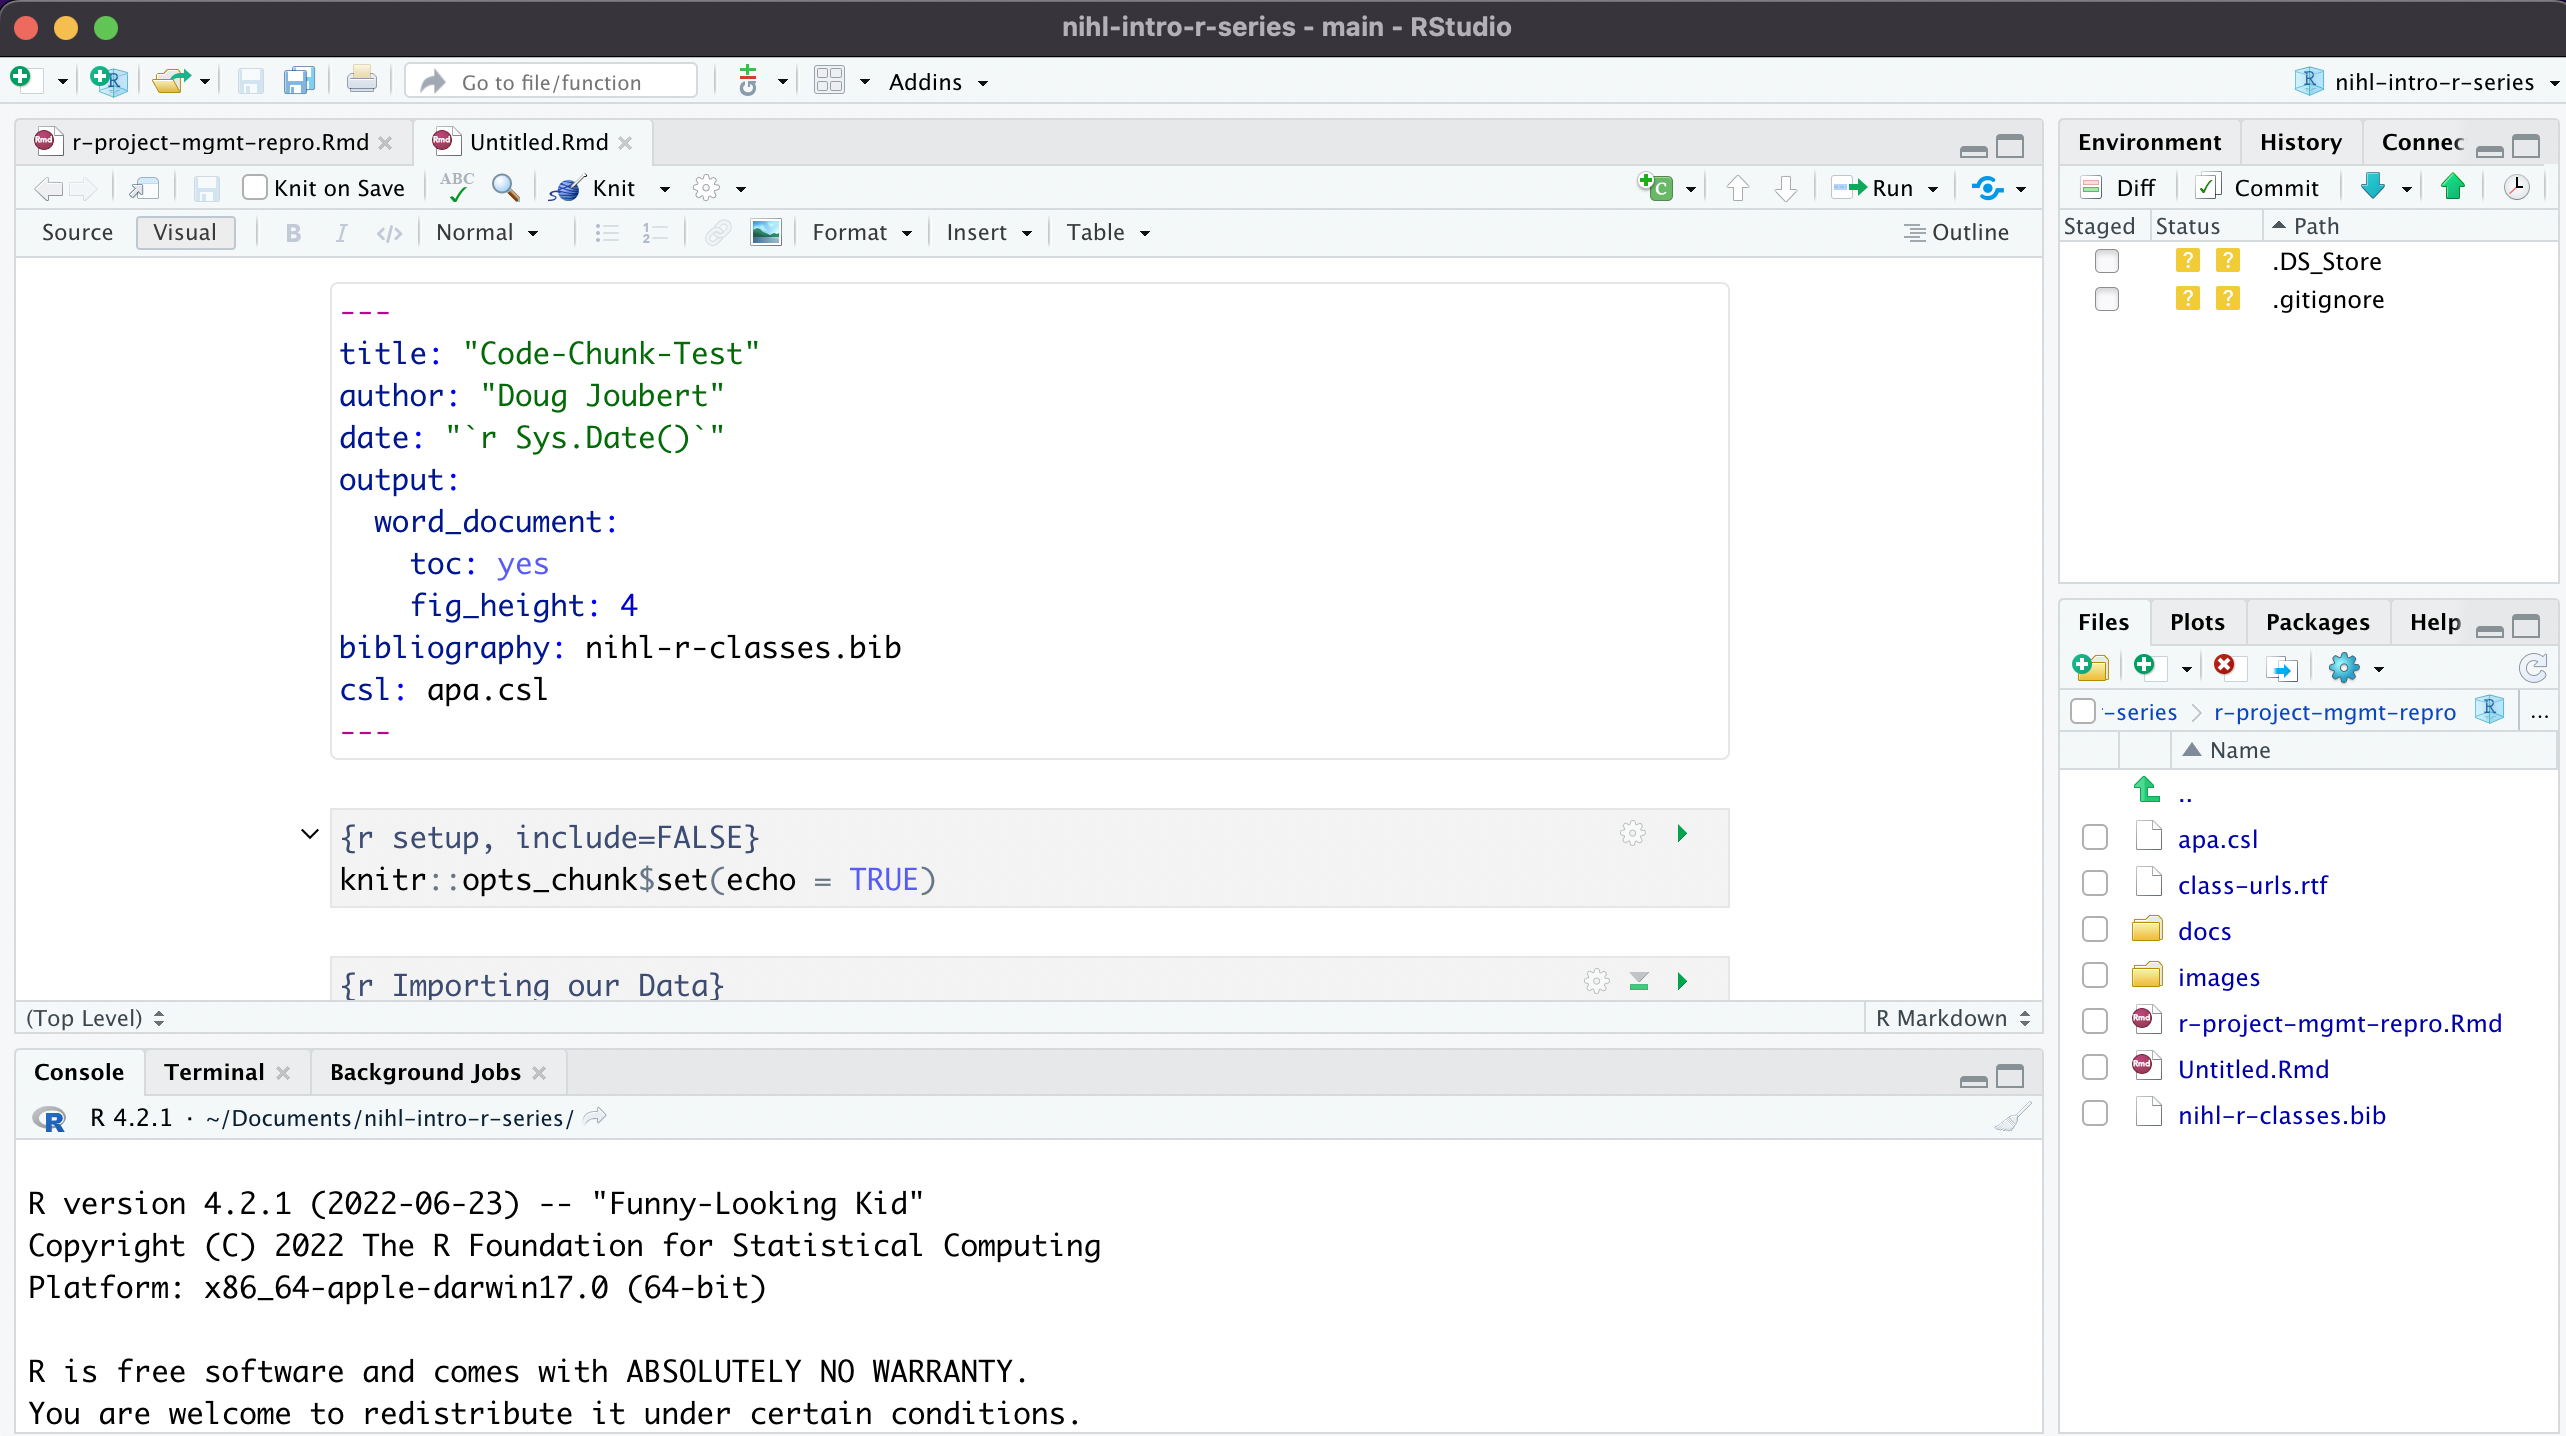 nihl-intro-r-series - main - RStudio
Go to file/function
Addins
nihl-intro-r-series
r-project-mgmt-repro.Rmd
Untitled.Rmd
Knit on Save
ABC
Knit
Run
Source
Visual
B
I
</>
Normal
Format
Insert
Table
Outline
---
title: "Code-Chunk-Test"
author: "Doug Joubert"
date: "`r Sys.Date()`"
output:
word_document:
toc: yes
fig_height: 4
bibliography: nihl-r-classes.bib
csl: apa.csl
---
{r setup, include=FALSE}
knitr::opts_chunk$set(echo = TRUE)
{r Importing our Data}
(Top Level)
R Markdown
Console
Terminal
Background Jobs
R 4.2.1 · ~/Documents/nihl-intro-r-series/
R version 4.2.1 (2022-06-23) -- "Funny-Looking Kid"
Copyright (C) 2022 The R Foundation for Statistical Computing
Platform: x86_64-apple-darwin17.0 (64-bit)
R is free software and comes with ABSOLUTELY NO WARRANTY.
You are welcome to redistribute it under certain conditions.
Environment
History
Connec
Diff
Commit
Staged
Status
Path
? ? .DS_Store
? ? .gitignore
Files
Plots
Packages
Help
-series
r-project-mgmt-repro
...
Name
..
apa.csl
class-urls.rtf
docs
images
r-project-mgmt-repro.Rmd
Untitled.Rmd
nihl-r-classes.bib